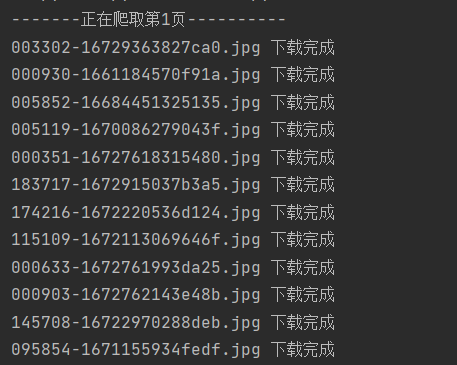 -------正在爬取第1页----------
003302-16729363827ca0.jpg 下载完成
000930-1661184570f91a.jpg 下载完成
005852-16684451325135.jpg 下载完成
005119-1670086279043f.jpg 下载完成
000351-16727618315480.jpg 下载完成
183717-1672915037b3a5.jpg 下载完成
174216-1672220536d124.jpg 下载完成
115109-1672113069646f.jpg 下载完成
000633-1672761993da25.jpg 下载完成
000903-1672762143e48b.jpg 下载完成
145708-16722970288deb.jpg 下载完成
095854-1671155934fedf.jpg 下载完成